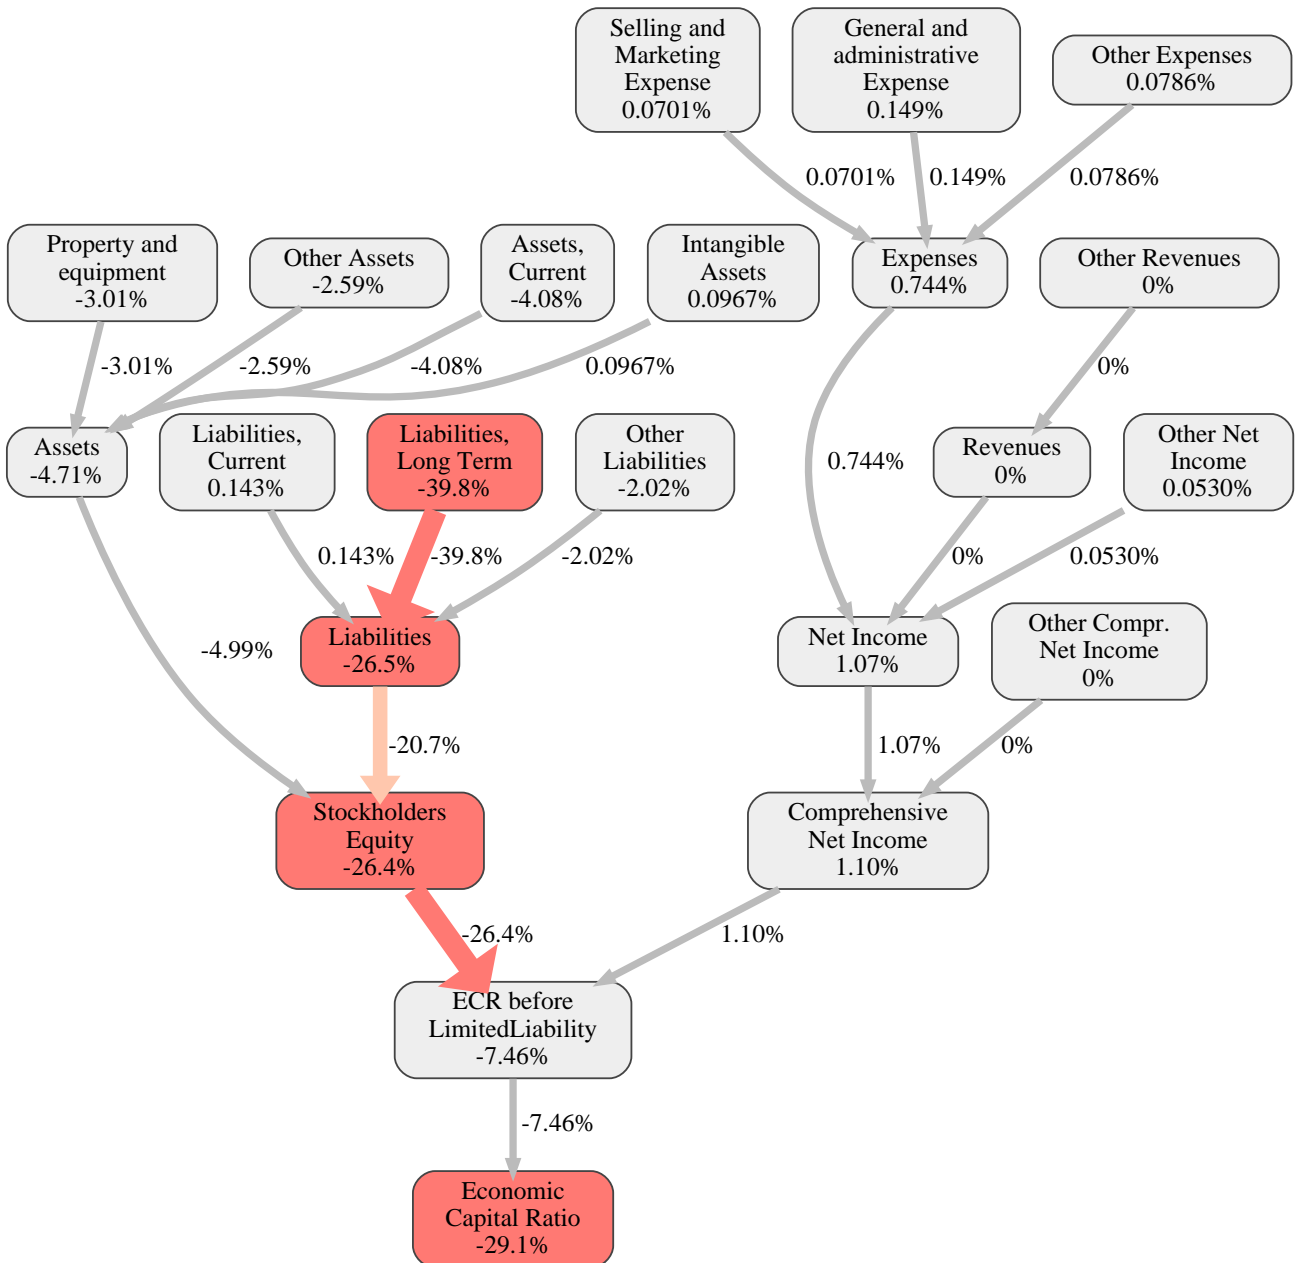 Selling and
Marketing
Expense
0.0701%
General and
administrative
Expense
0.149%
Other Expenses
0.0786%
0.0701%
0.149%
0.0786%
Property and
equipment
-3.01%
Other Assets
-2.59%
Assets,
Current
-4.08%
Intangible
Assets
0.0967%
Expenses
0.744%
Other Revenues
0%
-3.01%
-2.59%
-4.08%
0.0967%
0%
Assets
-4.71%
Liabilities,
Current
0.143%
Liabilities,
Long Term
-39.8%
Other
Liabilities
-2.02%
0.744%
Revenues
0%
Other Net
Income
0.0530%
0.143%
-39.8%
-2.02%
0%
0.0530%
-4.99%
Liabilities
-26.5%
Net Income
1.07%
Other Compr.
Net Income
0%
-20.7%
1.07%
0%
Stockholders
Equity
-26.4%
Comprehensive
Net Income
1.10%
-26.4%
1.10%
ECR before
LimitedLiability
-7.46%
-7.46%
Economic
Capital Ratio
-29.1%